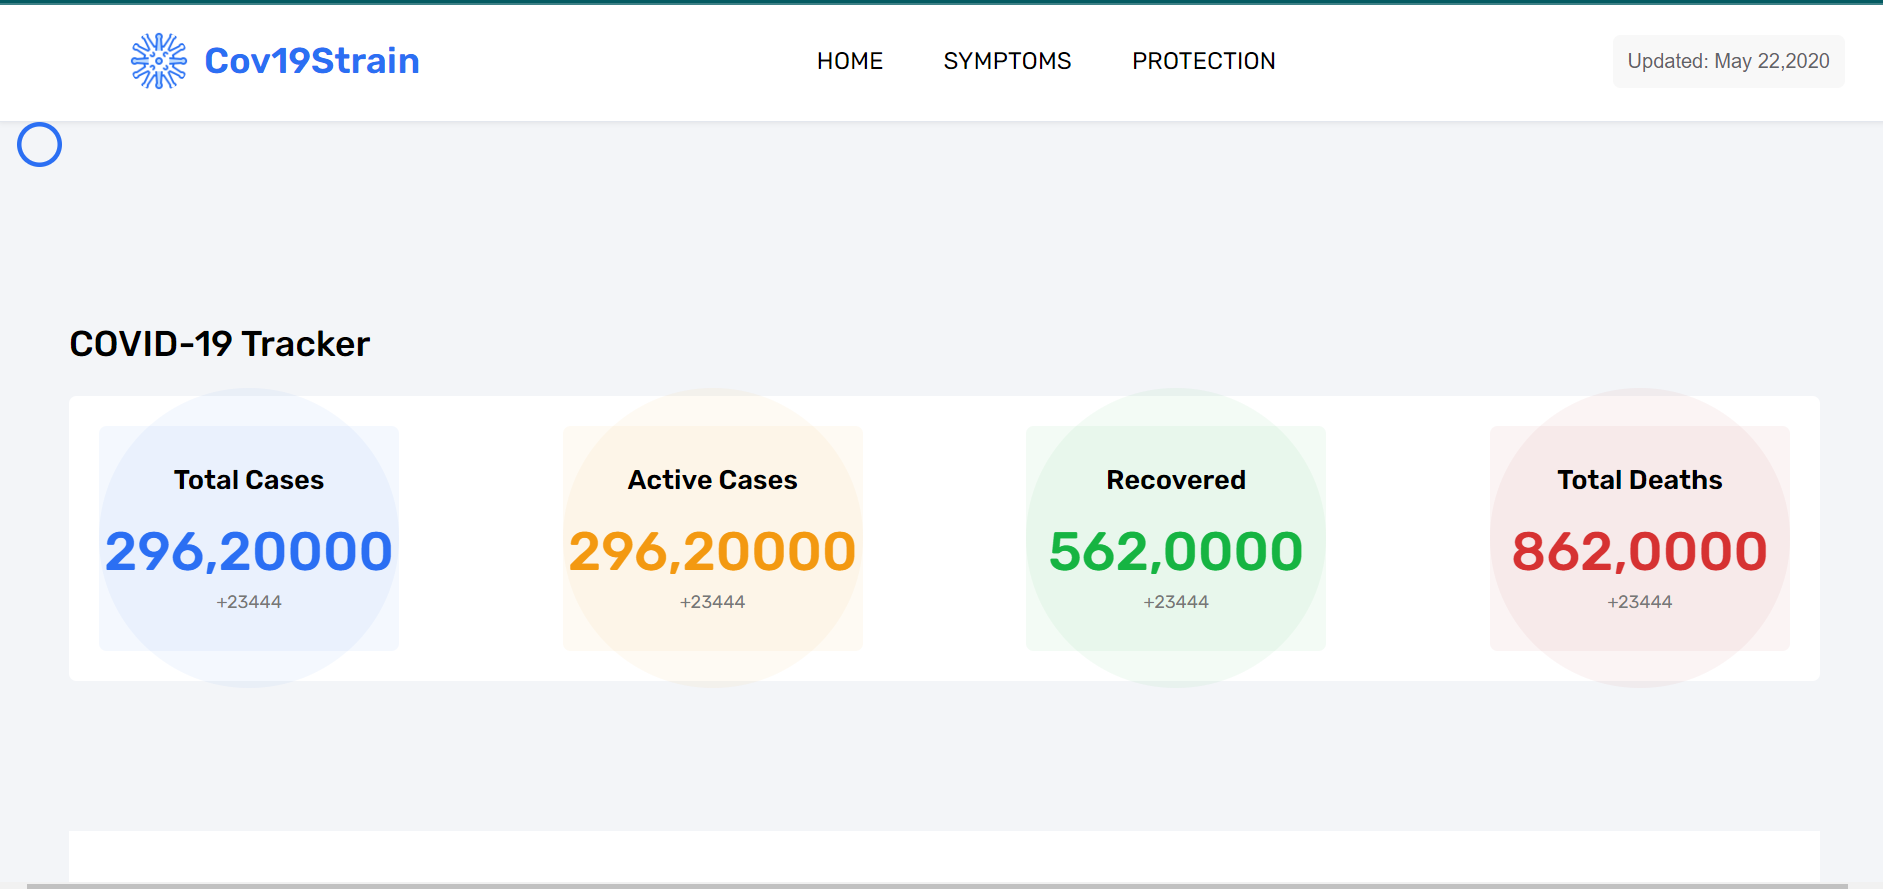 Cov19Strain
HOME SYMPTOMS PROTECTION
Updated: May 22,2020
COVID-19 Tracker
Total Cases
296,20000
+23444
Active Cases
296,20000
+23444
Recovered
562,0000
+23444
Total Deaths
862,0000
+23444